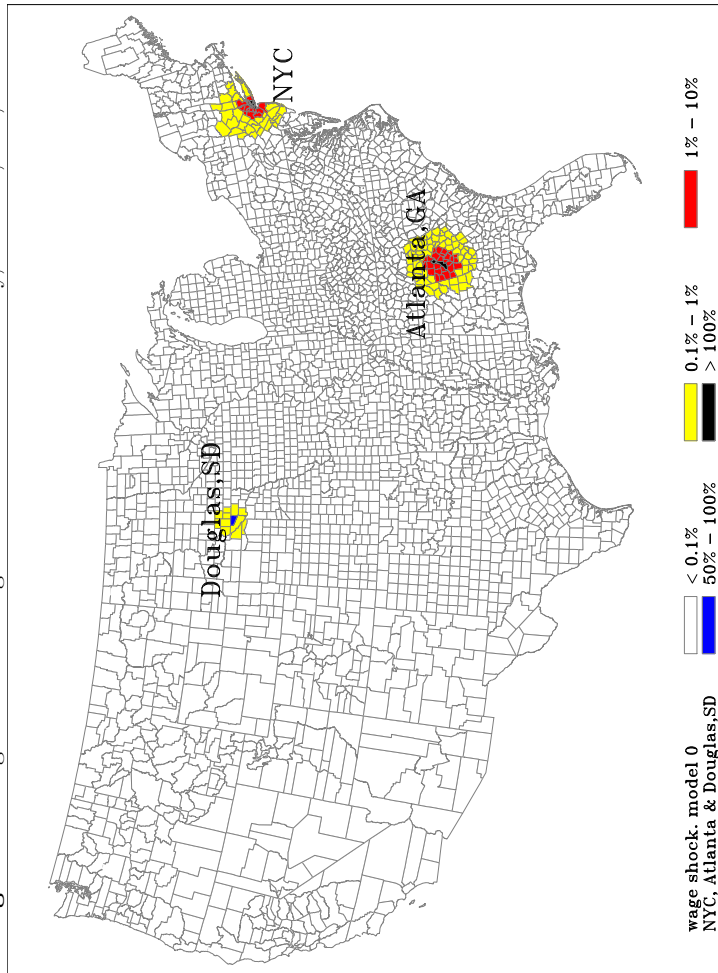 NYC
Atlanta,GA
Douglas,SD
wage shock. model 0
NYC, Atlanta & Douglas,SD
< 0.1%
50% – 100%
0.1% – 1%
> 100%
1% – 10%